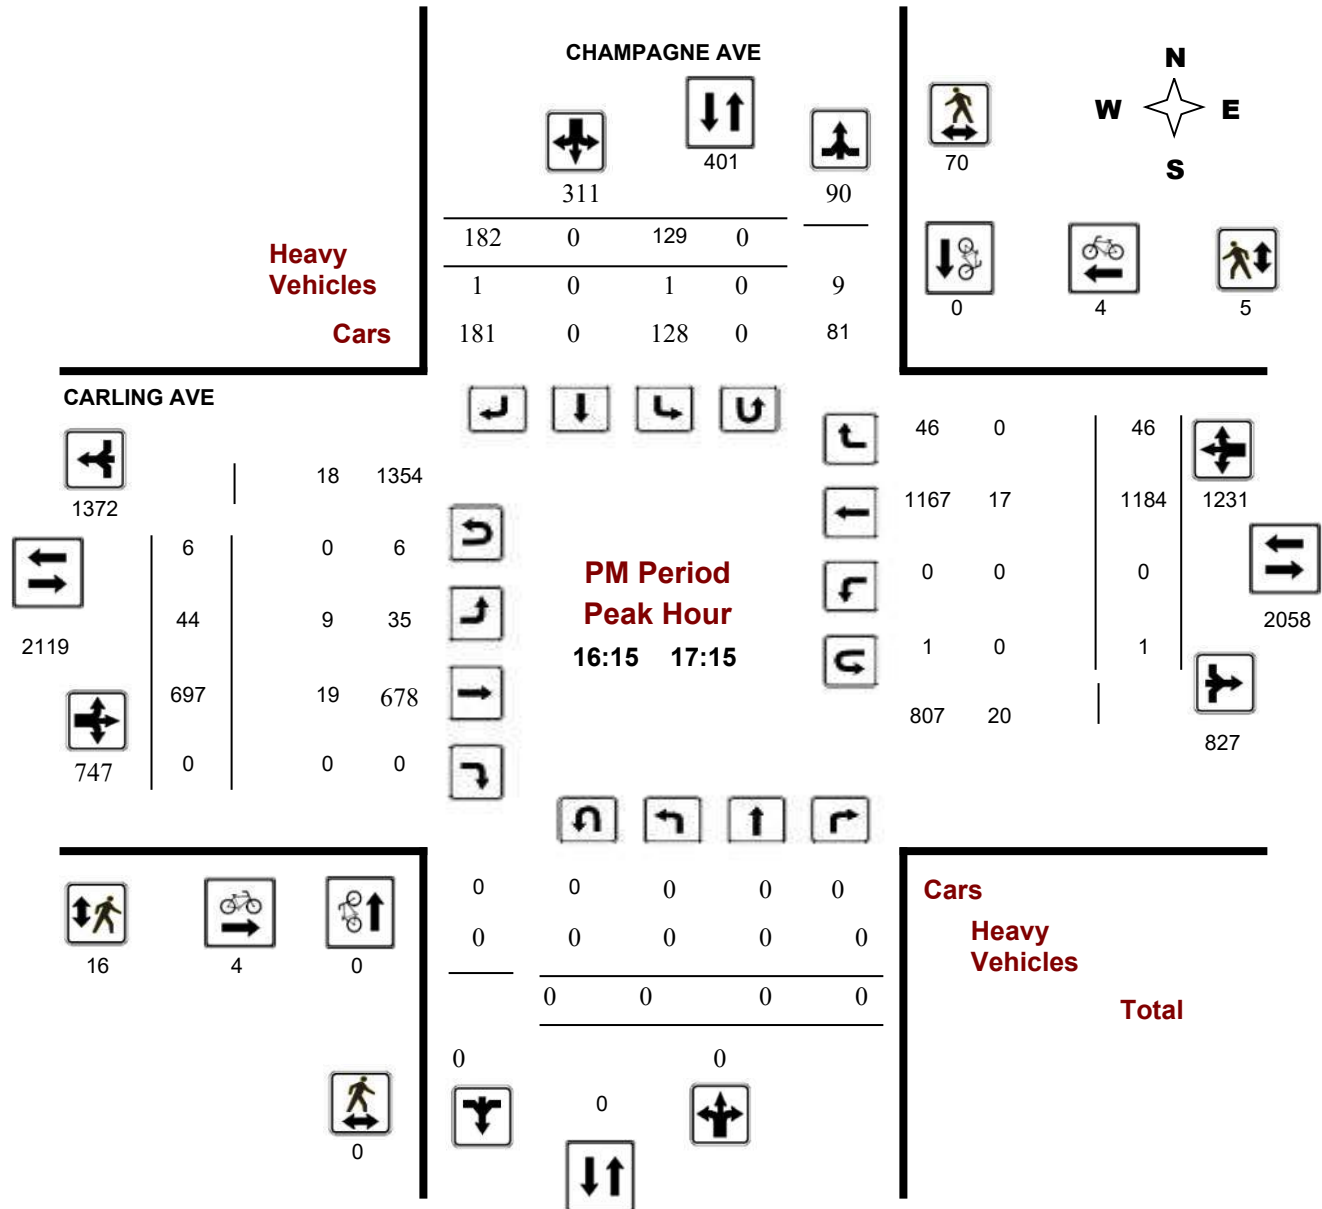 CHAMPAGNE AVE
N
W E
S
401
70
311 90
182 0 129 0
Heavy
Vehicles 1 0 1 0 9
0 4 5
Cars 181 0 128 0 81
CARLING AVE
46 0 46
18 1354
1372
1167 17 1184 1231
6 0 6
PM Period
0 0 0
44 9 35
Peak Hour
2058
2119
16:15 17:15
1 0 1
697 19 678
807 20
827
747 0 0 0
0 0 0 0 0
Cars
0 0 0 0 0
Heavy
Vehicles
16 4 0
0 0 0 0
Total
0 0
0
0